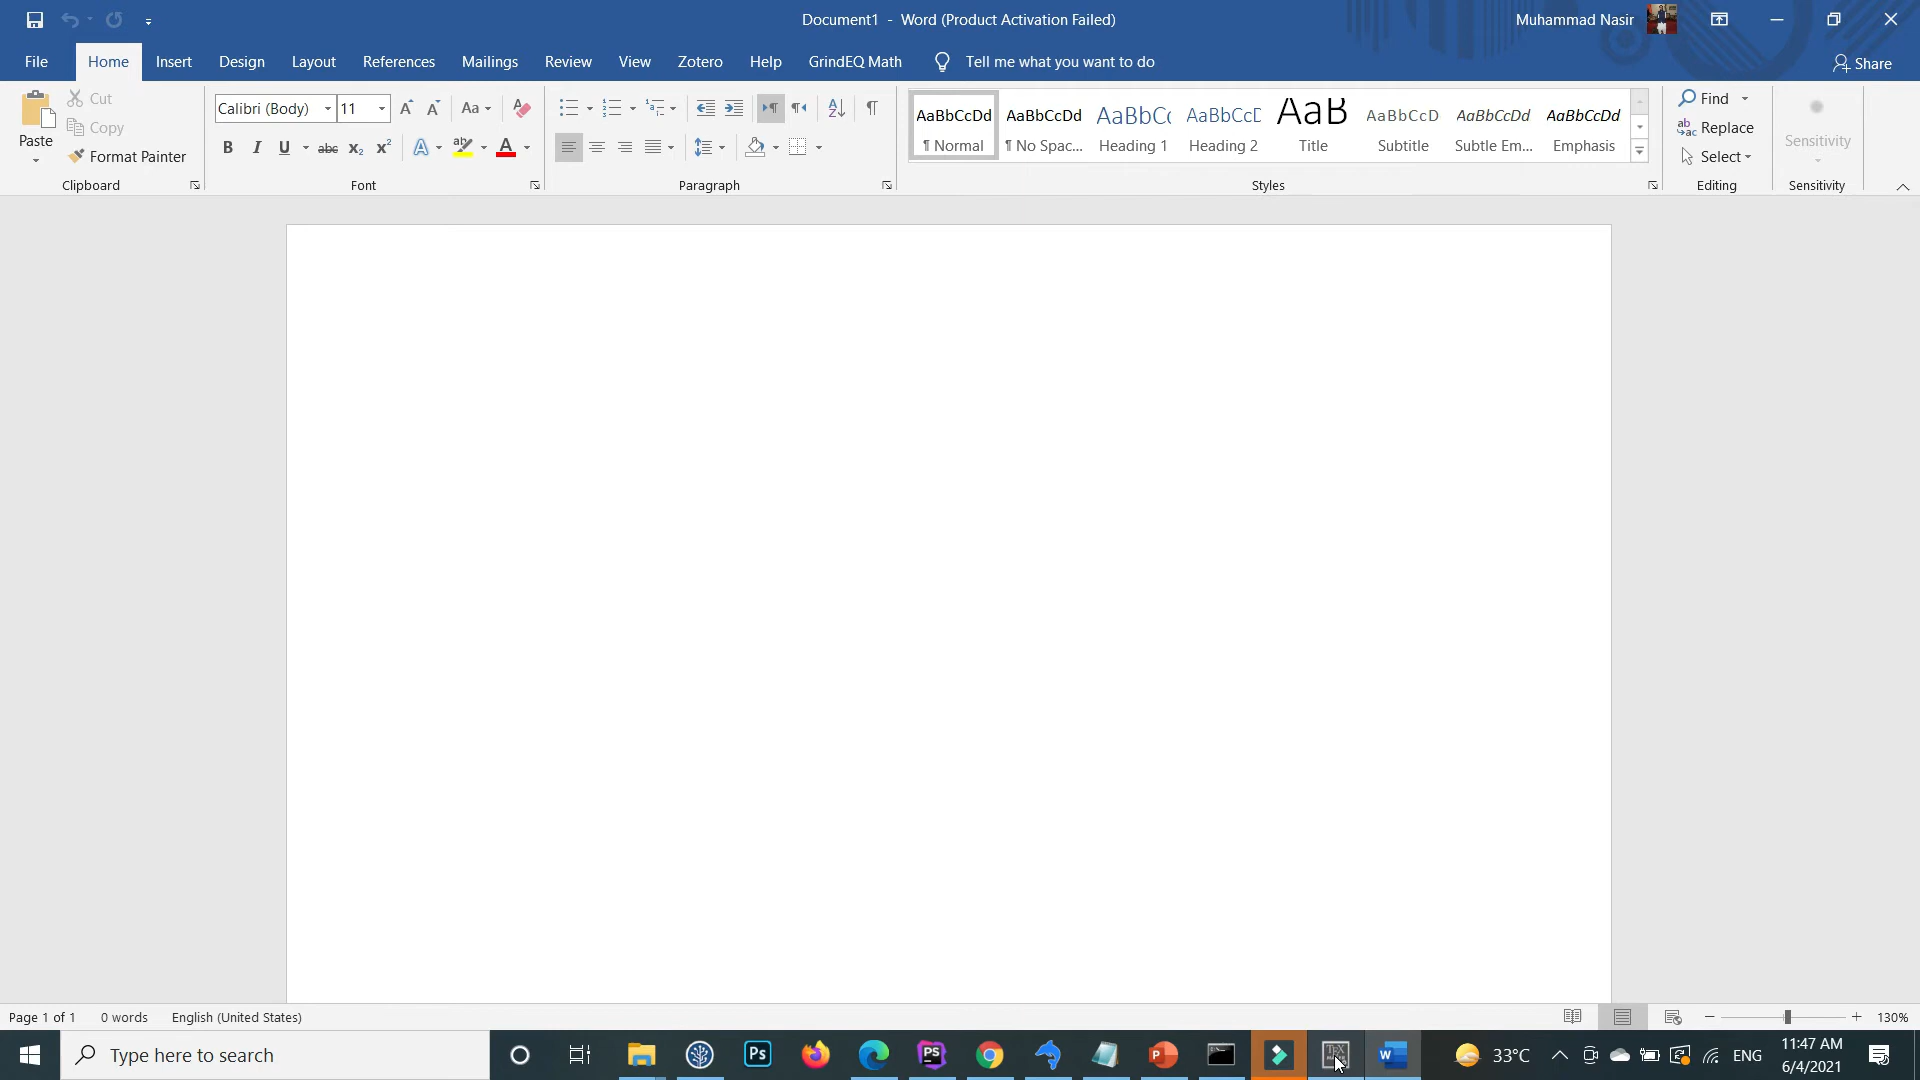 Document1 - Word (Product Activation Failed)
Muhammad Nasir
File Home Insert Design Layout References Mailings Review View Zotero Help GrindEQ Math Tell me what you want to do Share
Paste
Cut
Copy
Format Painter
Clipboard
Calibri (Body) 11
Aa
B I U abc X₂ X² A ab A
Font
Paragraph
AaBbCcDd AaBbCcDd AaBbCc AaBbCcD AaB AaBbCcD AaBbCcDd AaBbCcDd
¶ Normal ¶ No Spac... Heading 1 Heading 2 Title Subtitle Subtle Em... Emphasis
Styles
Find
Replace
Select
Editing
Sensitivity
Sensitivity
Page 1 of 1 0 words English (United States)
130%
Type here to search
Ps
PS
P
TEX
W
33°C
ENG
11:47 AM
6/4/2021